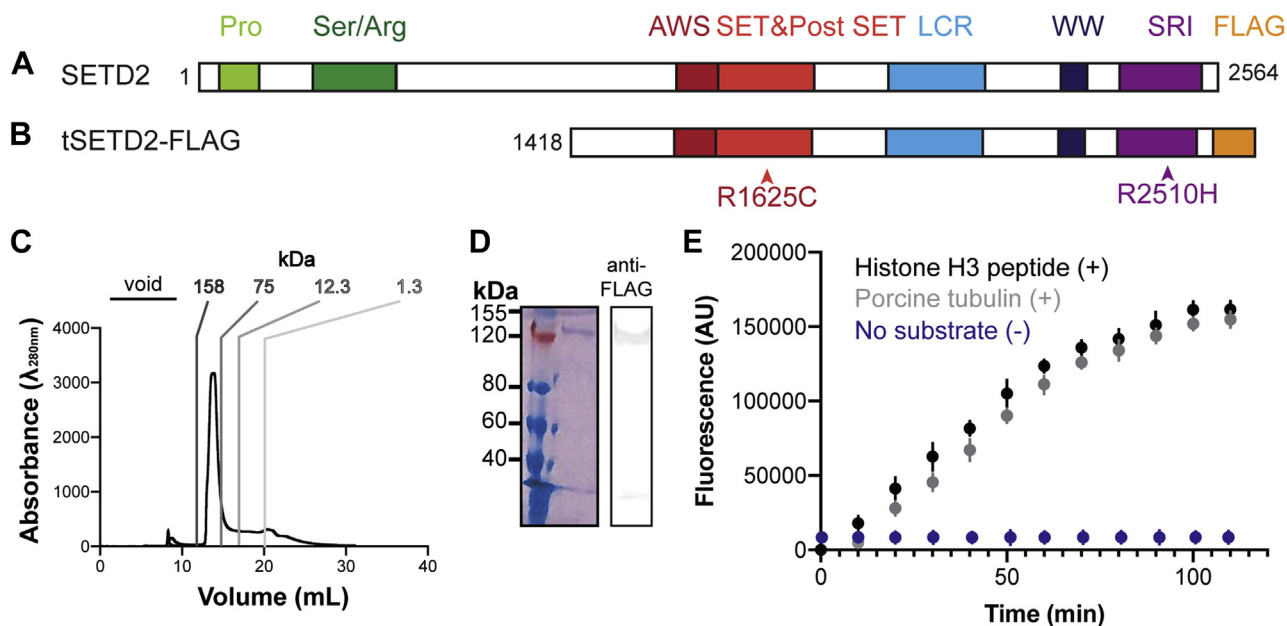 Pro Ser/Arg AWS SET&Post SET LCR WW SRI FLAG
A SETD2 1 2564
B tSETD2-FLAG 1418
R1625C R2510H
C
kDa
void 158 75 12.3 1.3
4000
3000
2000
1000
0
Absorbance (λ280nm)
0 10 20 30 40
Volume (mL)
D
anti-
FLAG
kDa
155
120
80
60
40
E
Histone H3 peptide (+)
Porcine tubulin (+)
No substrate (-)
200000
150000
100000
50000
0
Fluorescence (AU)
0 50 100
Time (min)